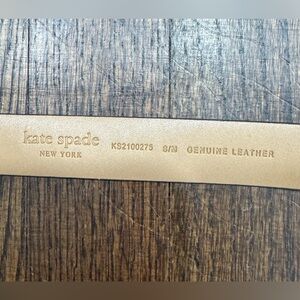 kate spade
NEW YORK
KS2100275 S/M GENUINE LEATHER